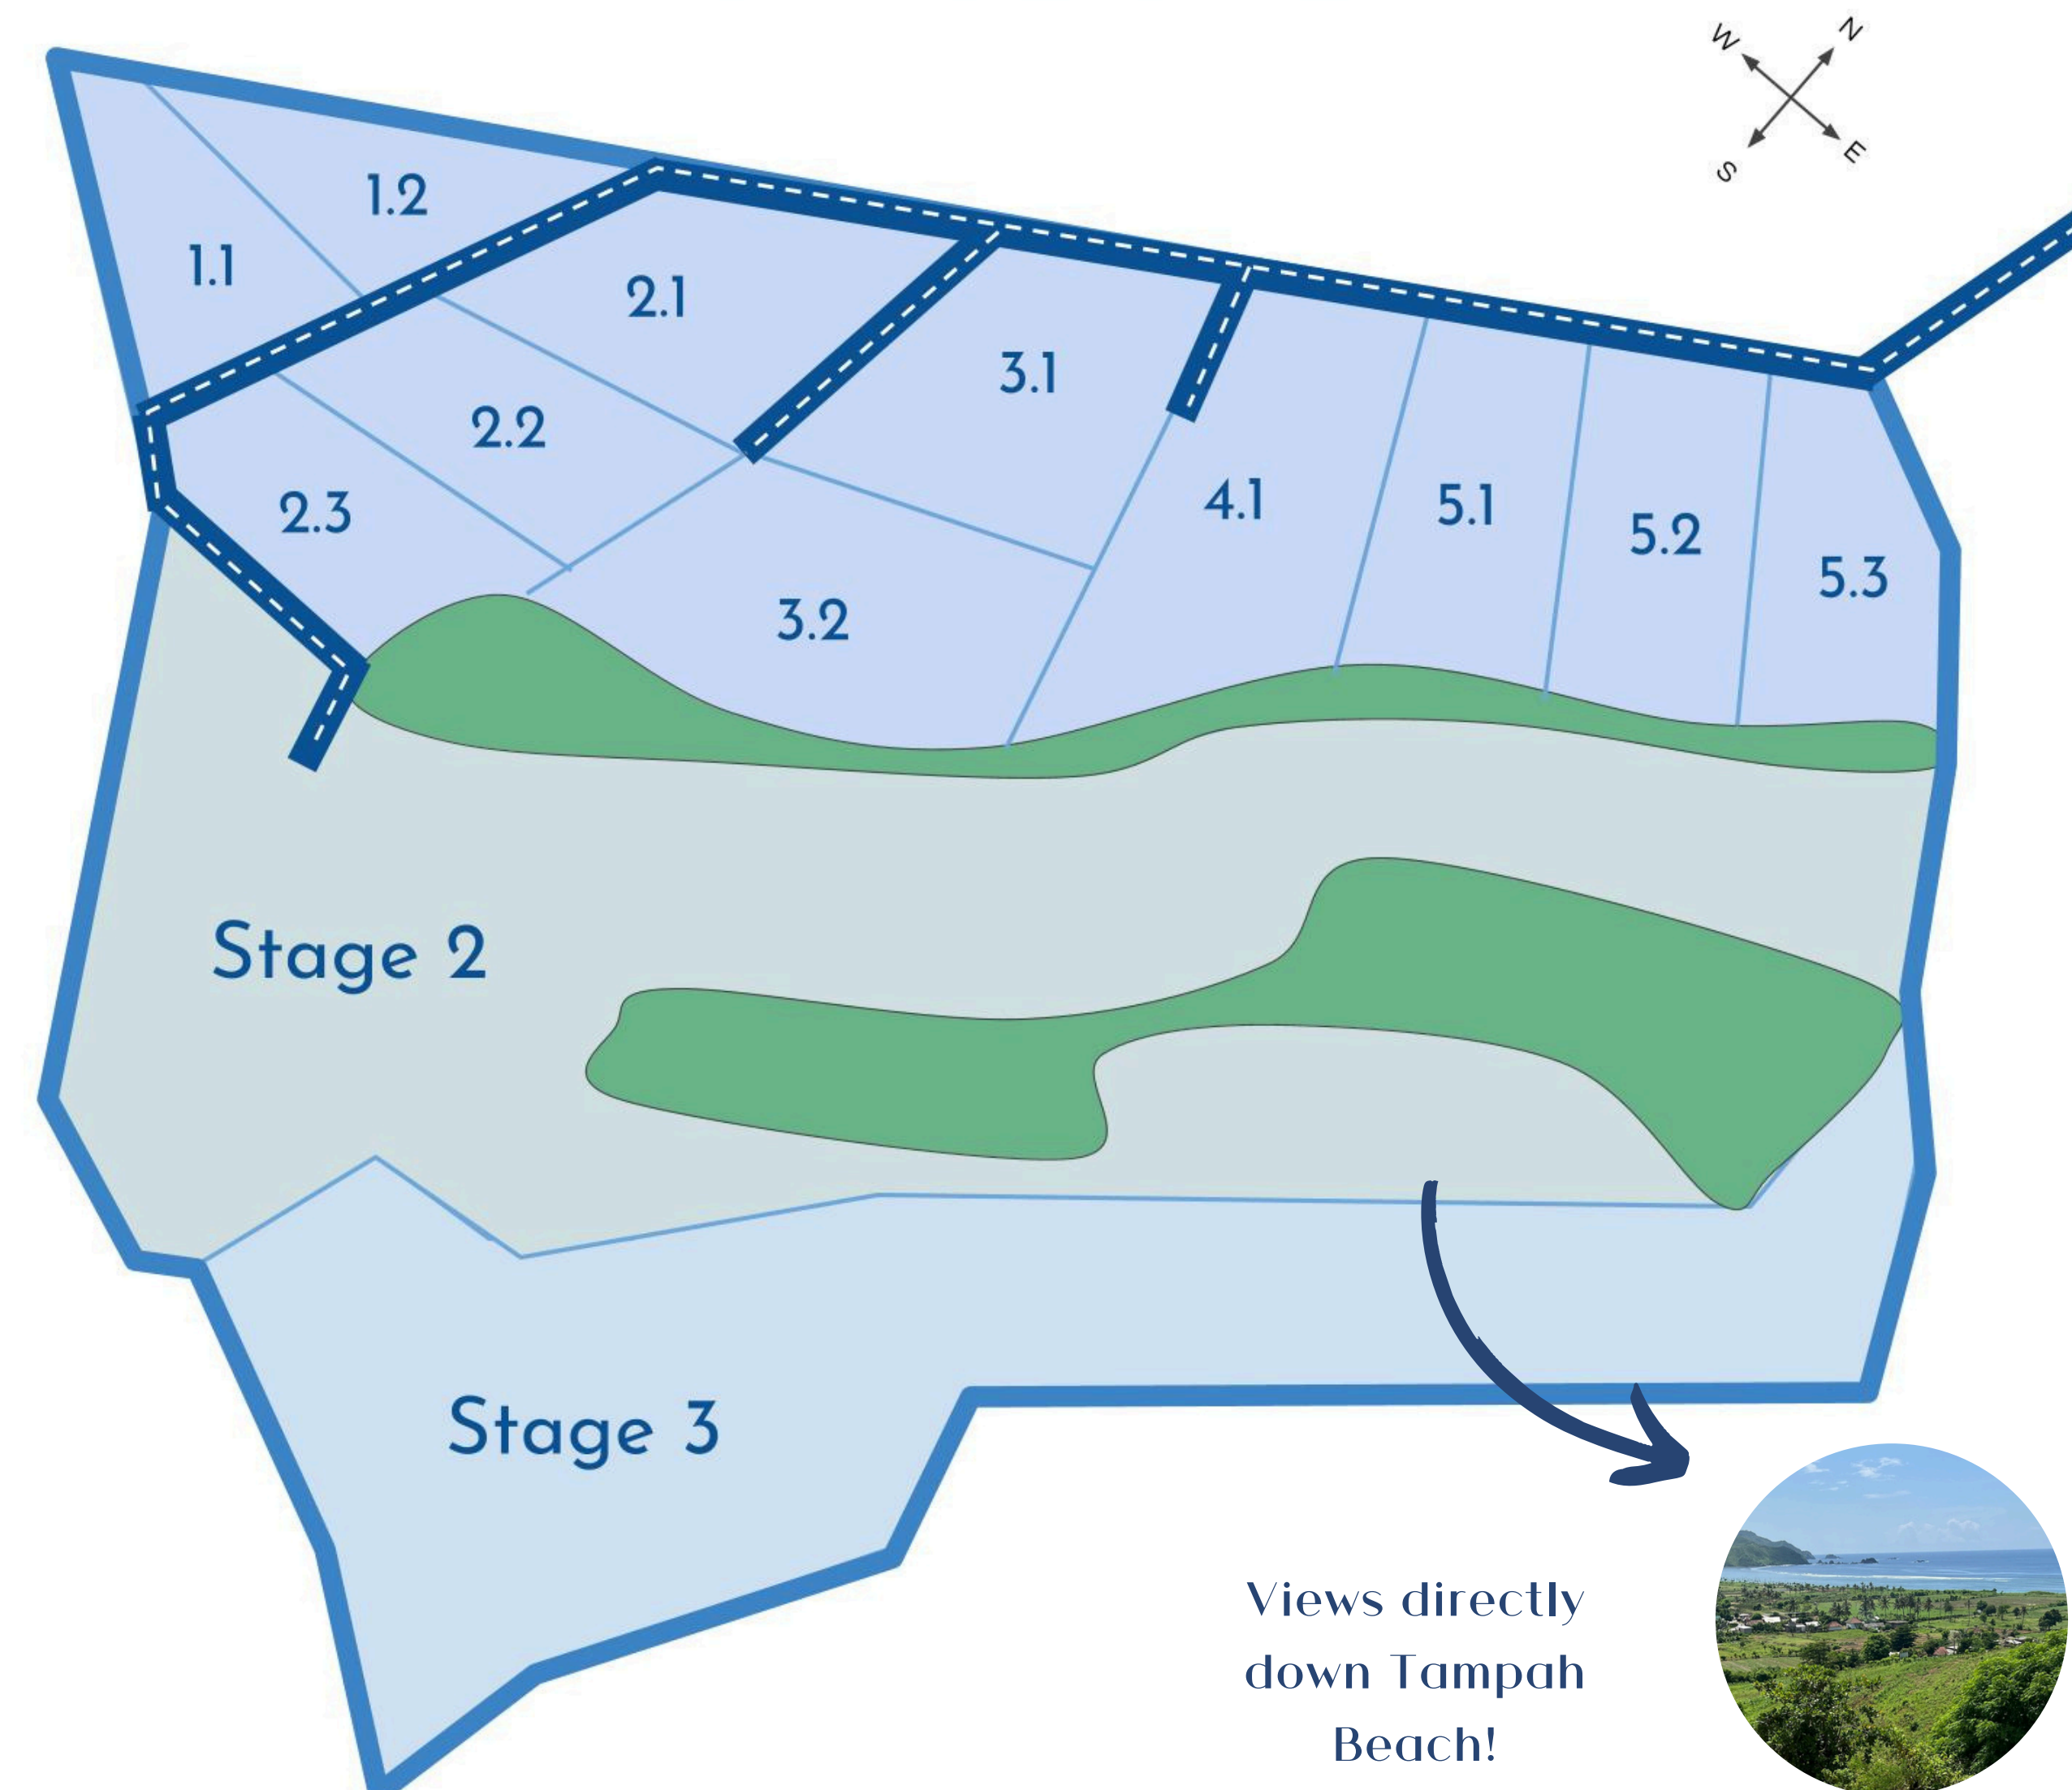 N
W
E
S
1.2
1.1
2.1
3.1
2.2
2.3
4.1
5.1
5.2
5.3
3.2
Stage 2
Stage 3
Views directly
down Tampah
Beach!